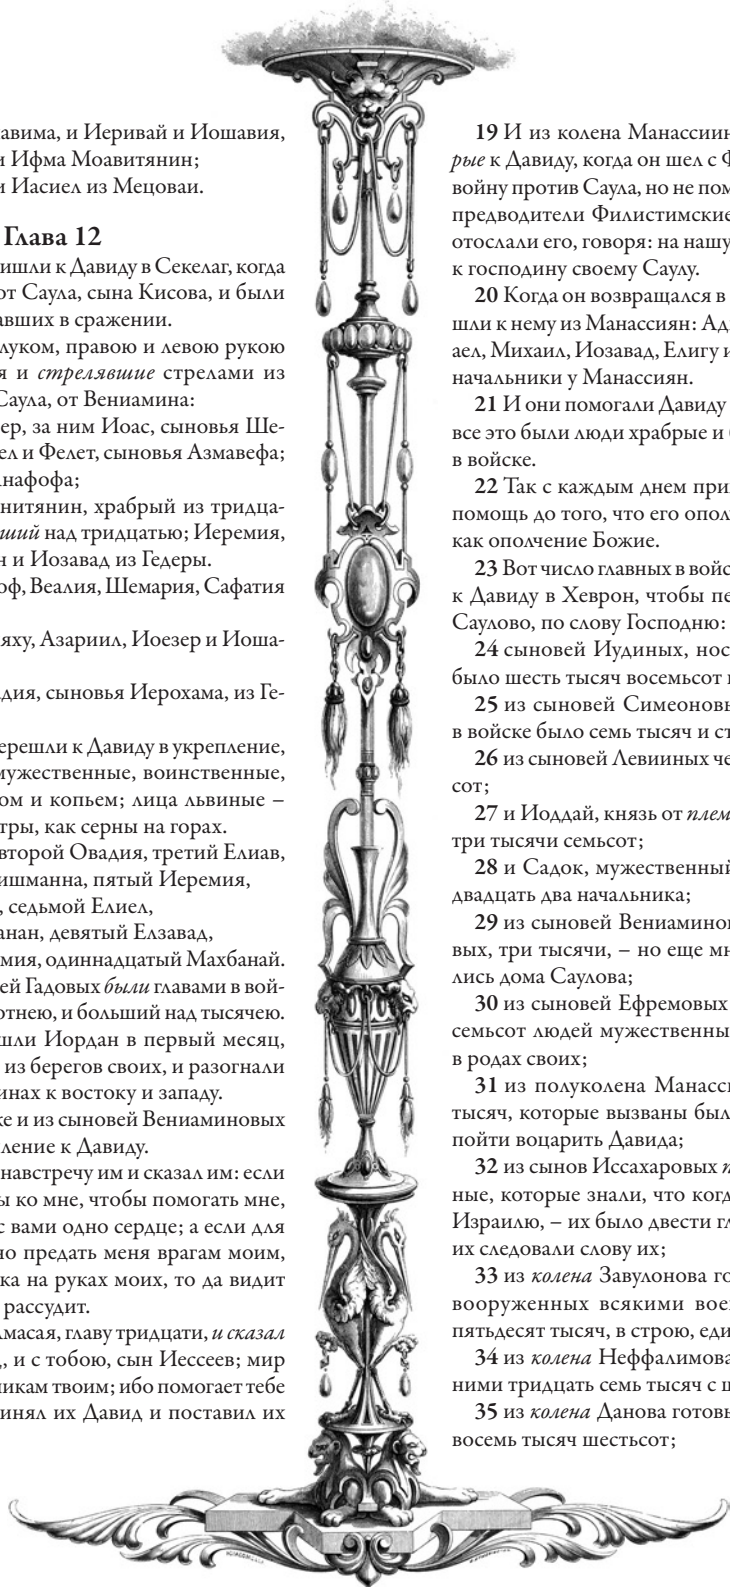 авима, и Иеривай и Иошавия,
и Ифма Моавитянин;
и Иасиел из Мецоваи.
Глава 12
ишли к Давиду в Секелаг, когда
от Саула, сына Кисова, и были
авших в сражении.
луком, правою и левою рукою
я и стрелявшие стрелами из
Саула, от Вениамина:
ер, за ним Иоас, сыновья Ше-
ел и Фелет, сыновья Азмавефа;
нафофа;
нитянин, храбрый из тридца-
ший над тридцатью; Иеремия,
н и Иозавад из Гедеры.
оф, Веалия, Шемария, Сафатия
яху, Азариил, Иоезер и Иоша-
адия, сыновья Иерохама, из Ге-
ерешли к Давиду в укрепление,
мужественные, воинственные,
ом и копьем; лица львиные –
тры, как серны на горах.
второй Овадия, третий Елиав,
ишманна, пятый Иеремия,
, седьмой Елиел,
анан, девятый Елзавад,
мия, одиннадцатый Махбанай.
ей Гадовых были главами в вой-
отнею, и больший над тысячею.
шли Иордан в первый месяц,
из берегов своих, и разогнали
инах к востоку и западу.
ке и из сыновей Вениаминовых
ление к Давиду.
навстречу им и сказал им: если
ы ко мне, чтобы помогать мне,
с вами одно сердце; а если для
но предать меня врагам моим,
ка на руках моих, то да видит
рассудит.
масая, главу тридцати, и сказал
, и с тобою, сын Иессеев; мир
никам твоим; ибо помогает тебе
инял их Давид и поставил их
19 И из колена Манассиин
рые к Давиду, когда он шел с Ф
войну против Саула, но не пом
предводители Филистимские
отослали его, говоря: на нашу
к господину своему Саулу.
20 Когда он возвращался в
шли к нему из Манассиян: Ад
аел, Михаил, Иозавад, Елигу и
начальники у Манассиян.
21 И они помогали Давиду
все это были люди храбрые и
в войске.
22 Так с каждым днем при
помощь до того, что его опол
как ополчение Божие.
23 Вот число главных в войс
к Давиду в Хеврон, чтобы пе
Саулово, по слову Господню:
24 сыновей Иудиных, нос
было шесть тысяч восемьсот
25 из сыновей Симеоновы
в войске было семь тысяч и ст
26 из сыновей Левииных че
сот;
27 и Иоддай, князь от плем
три тысячи семьсот;
28 и Садок, мужественный
двадцать два начальника;
29 из сыновей Вениаминов
вых, три тысячи, – но еще мн
лись дома Саулова;
30 из сыновей Ефремовых
семьсот людей мужественны
в родах своих;
31 из полуколена Манасси
тысяч, которые вызваны был
пойти воцарить Давида;
32 из сынов Иссахаровых п
ные, которые знали, что когд
Израилю, – их было двести гл
их следовали слову их;
33 из колена Завулонова го
вооруженных всякими вое
пятьдесят тысяч, в строю, еди
34 из колена Неффалимова
ними тридцать семь тысяч с щ
35 из колена Данова готовы
восемь тысяч шестьсот;